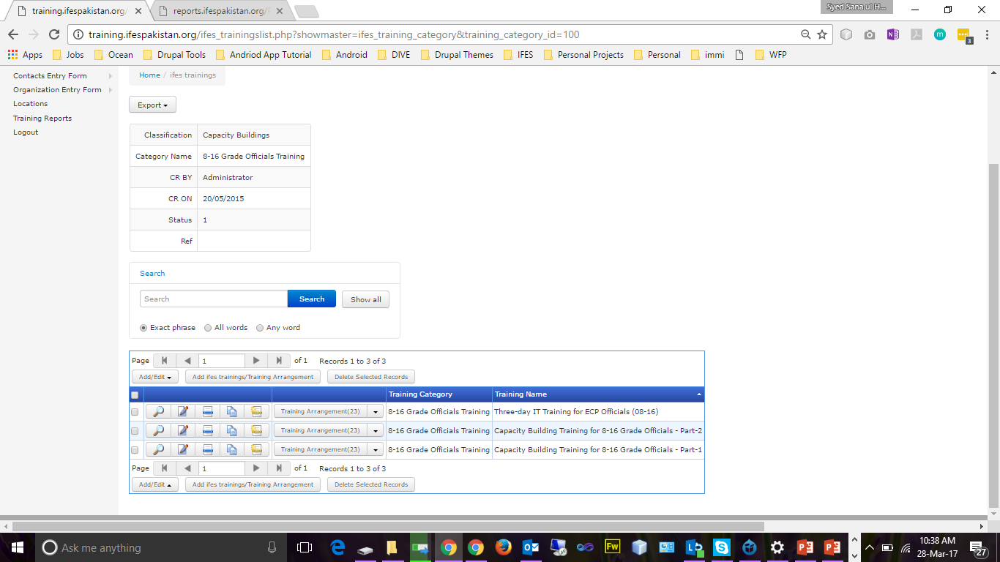 Syed Sana ul H...
training.ifespakistan.org/
reports.ifespakistan.org/
training.ifespakistan.org/ifes_trainingslist.php?showmaster=ifes_training_category&training_category_id=100
3
Apps Jobs Ocean Drupal Tools Andriod App Tutorial Android DIVE Drupal Themes IFES Personal Projects Personal immi WFP
Contacts Entry Form
Organization Entry Form
Locations
Training Reports
Logout
Home / ifes trainings
Export
Classification Capacity Buildings
Category Name 8-16 Grade Officials Training
CR BY Administrator
CR ON 20/05/2015
Status 1
Ref
Search
Search Search Show all
Exact phrase All words Any word
Page 1 of 1 Records 1 to 3 of 3
Add/Edit Add ifes trainings/Training Arrangement Delete Selected Records
Training Category Training Name
Training Arrangement(23) 8-16 Grade Officials Training Three-day IT Training for ECP Officials (08-16)
Training Arrangement(23) 8-16 Grade Officials Training Capacity Building Training for 8-16 Grade Officials - Part-2
Training Arrangement(23) 8-16 Grade Officials Training Capacity Building Training for 8-16 Grade Officials - Part-1
Page 1 of 1 Records 1 to 3 of 3
Add/Edit Add ifes trainings/Training Arrangement Delete Selected Records
Ask me anything
Fw
10:38 AM
28-Mar-17
27